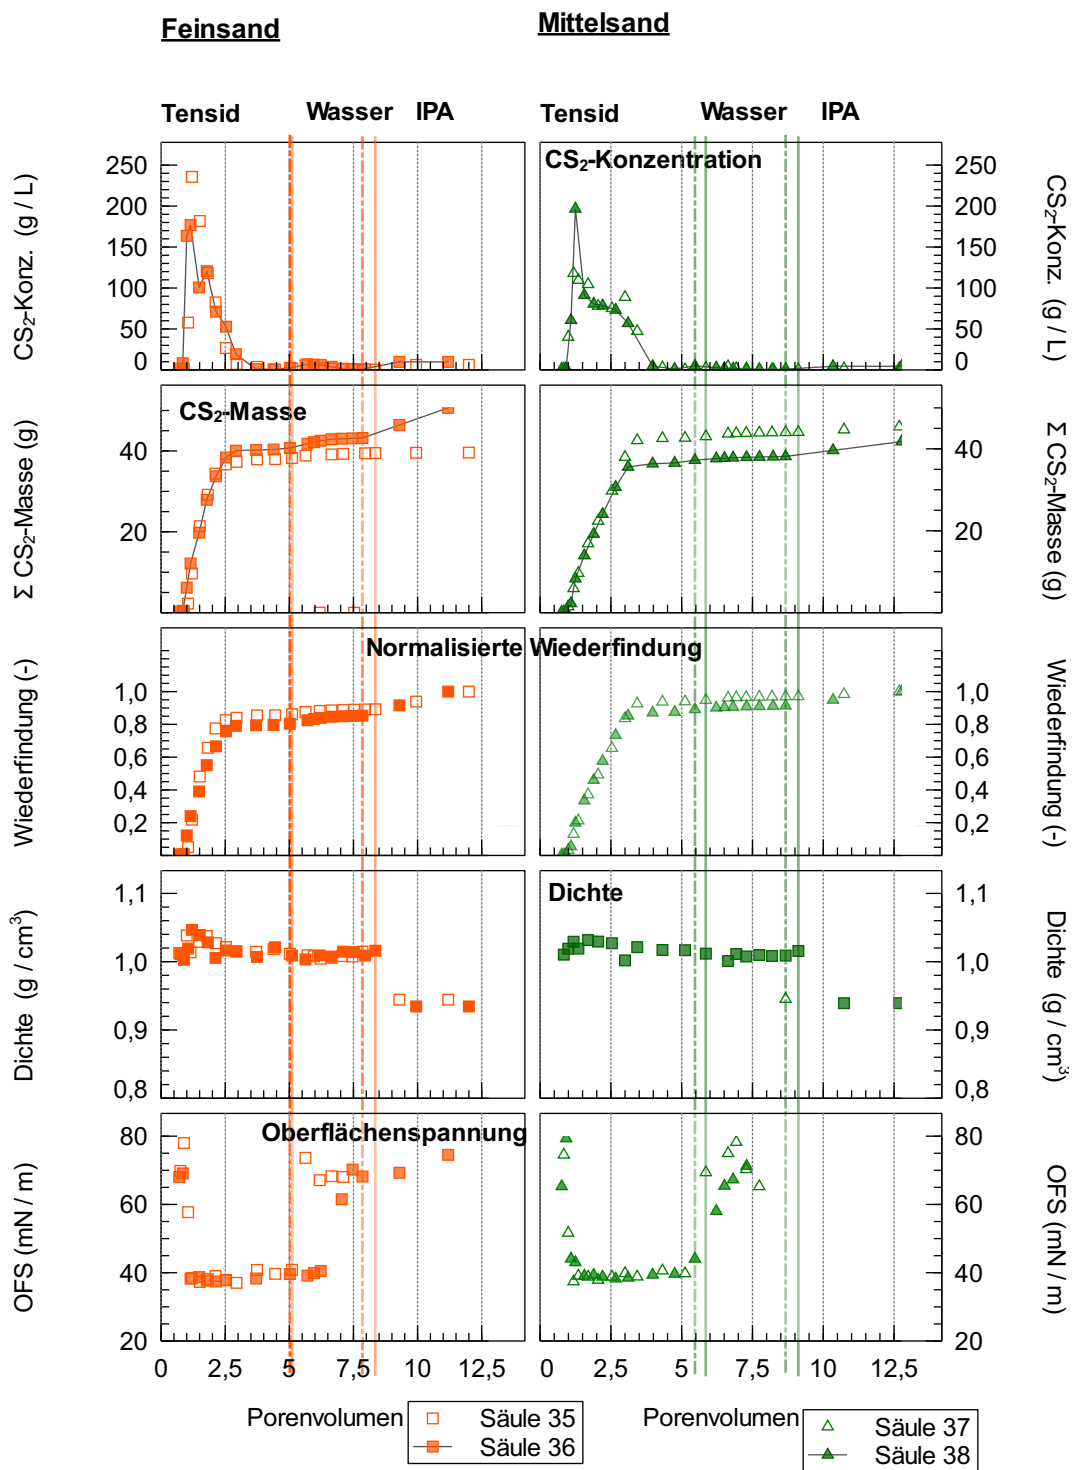 Feinsand Mittelsand
Tensid Wasser IPA Tensid Wasser IPA
CS₂-Konzentration
CS₂-Konz. (g / L)
250
200
150
100
50
0
250
200
150
100
50
0
CS₂-Konz. (g / L)
CS₂-Masse
Σ CS₂-Masse (g)
40
20
40
20
Σ CS₂-Masse (g)
Normalisierte Wiederfindung
Wiederfindung (-)
1,0
0,8
0,6
0,4
0,2
1,0
0,8
0,6
0,4
0,2
Wiederfindung (-)
Dichte
Dichte (g / cm³)
1,1
1,0
0,9
0,8
1,1
1,0
0,9
0,8
Dichte (g / cm³)
Oberflächenspannung
OFS (mN / m)
80
60
40
20
80
60
40
20
OFS (mN / m)
0 2,5 5 7,5 10 12,5 0 2,5 5 7,5 10 12,5
Porenvolumen Porenvolumen
Säule 35
Säule 36
Säule 37
Säule 38